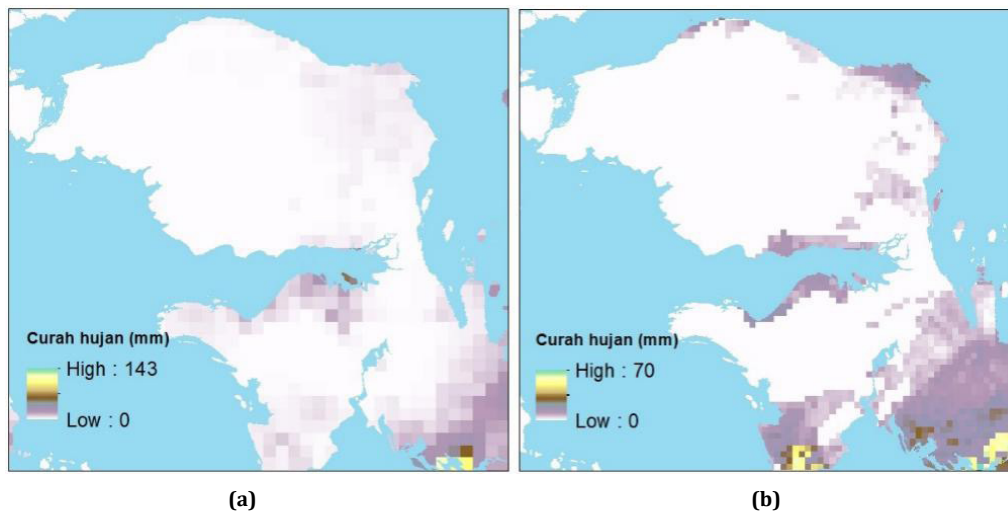 Curah hujan (mm)
High : 143
Low : 0
Curah hujan (mm)
High : 70
Low : 0
(a)
(b)